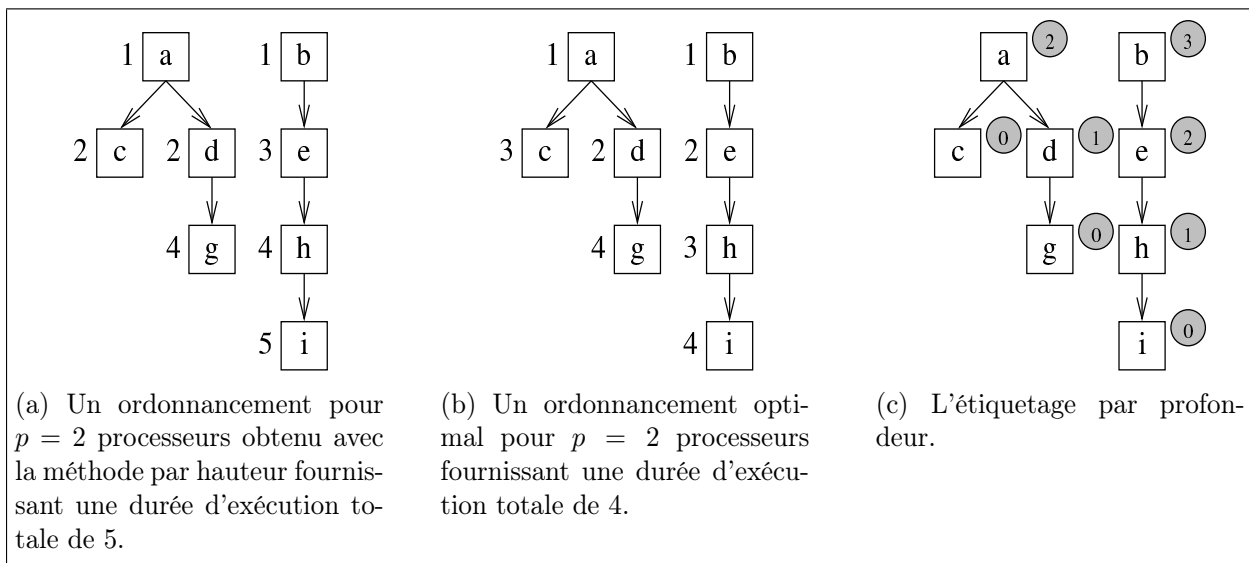 1 a 1 b
2 c 2 d 3 e
4 g 4 h
5 i
(a) Un ordonnancement pour
p = 2 processeurs obtenu avec
la méthode par hauteur fournis-
sant une durée d'exécution to-
tale de 5.
1 a 1 b
3 c 2 d 2 e
4 g 3 h
4 i
(b) Un ordonnancement opti-
mal pour p = 2 processeurs
fournissant une durée d'exécu-
tion totale de 4.
a 2 b 3
c 0 d 1 e 2
g 0 h 1
i 0
(c) L'étiquetage par profon-
deur.